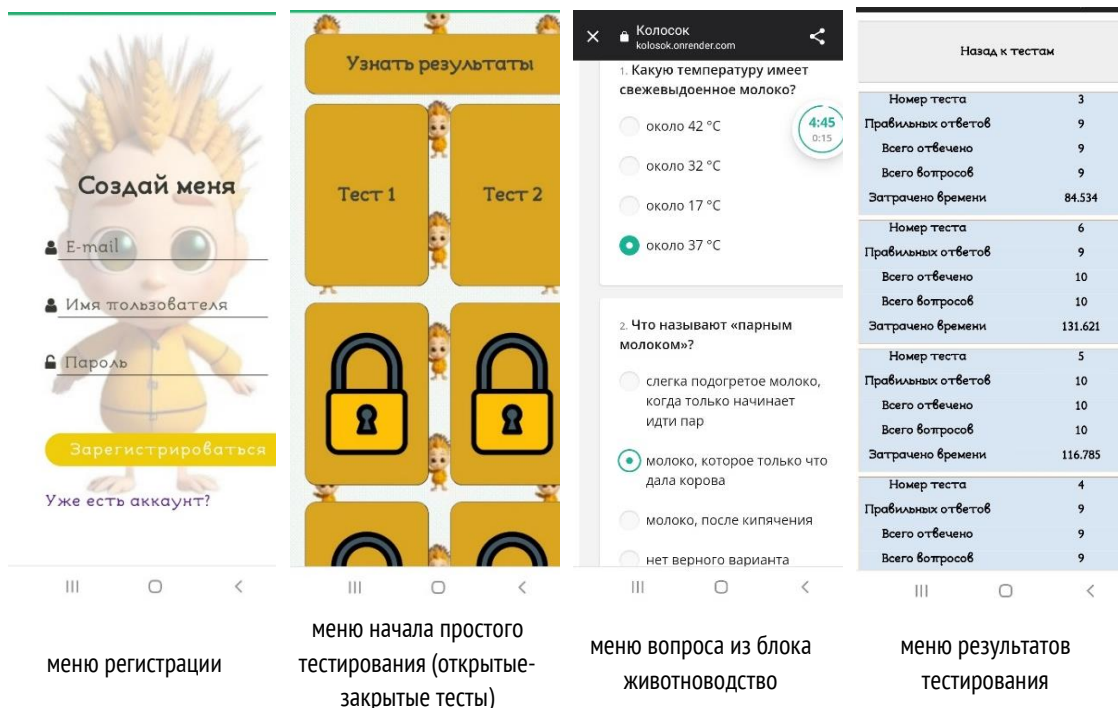 Создай меня
E-mail
Имя пользователя
Пароль
Зарегистрироваться
Уже есть аккаунт?
меню регистрации
Узнать результаты
Тест 1
Тест 2
меню начала простого
тестирования (открытые-
закрытые тесты)
Колосок
kolosok.onrender.com
1. Какую температуру имеет
свежевыдоенное молоко?
4:45
0:15
около 42 °C
около 32 °C
около 17 °C
около 37 °C
2. Что называют «парным
молоком»?
слегка подогретое молоко,
когда только начинает
идти пар
молоко, которое только что
дала корова
молоко, после кипячения
нет верного варианта
меню вопроса из блока
животноводство
Назад к тестам
Номер теста 3
Правильных ответов 9
Всего отвечено 9
Всего вопросов 9
Затрачено времени 84.534
Номер теста 6
Правильных ответов 9
Всего отвечено 10
Всего вопросов 10
Затрачено времени 131.621
Номер теста 5
Правильных ответов 10
Всего отвечено 10
Всего вопросов 10
Затрачено времени 116.785
Номер теста 4
Правильных ответов 9
Всего отвечено 9
Всего вопросов 9
меню результатов
тестирования